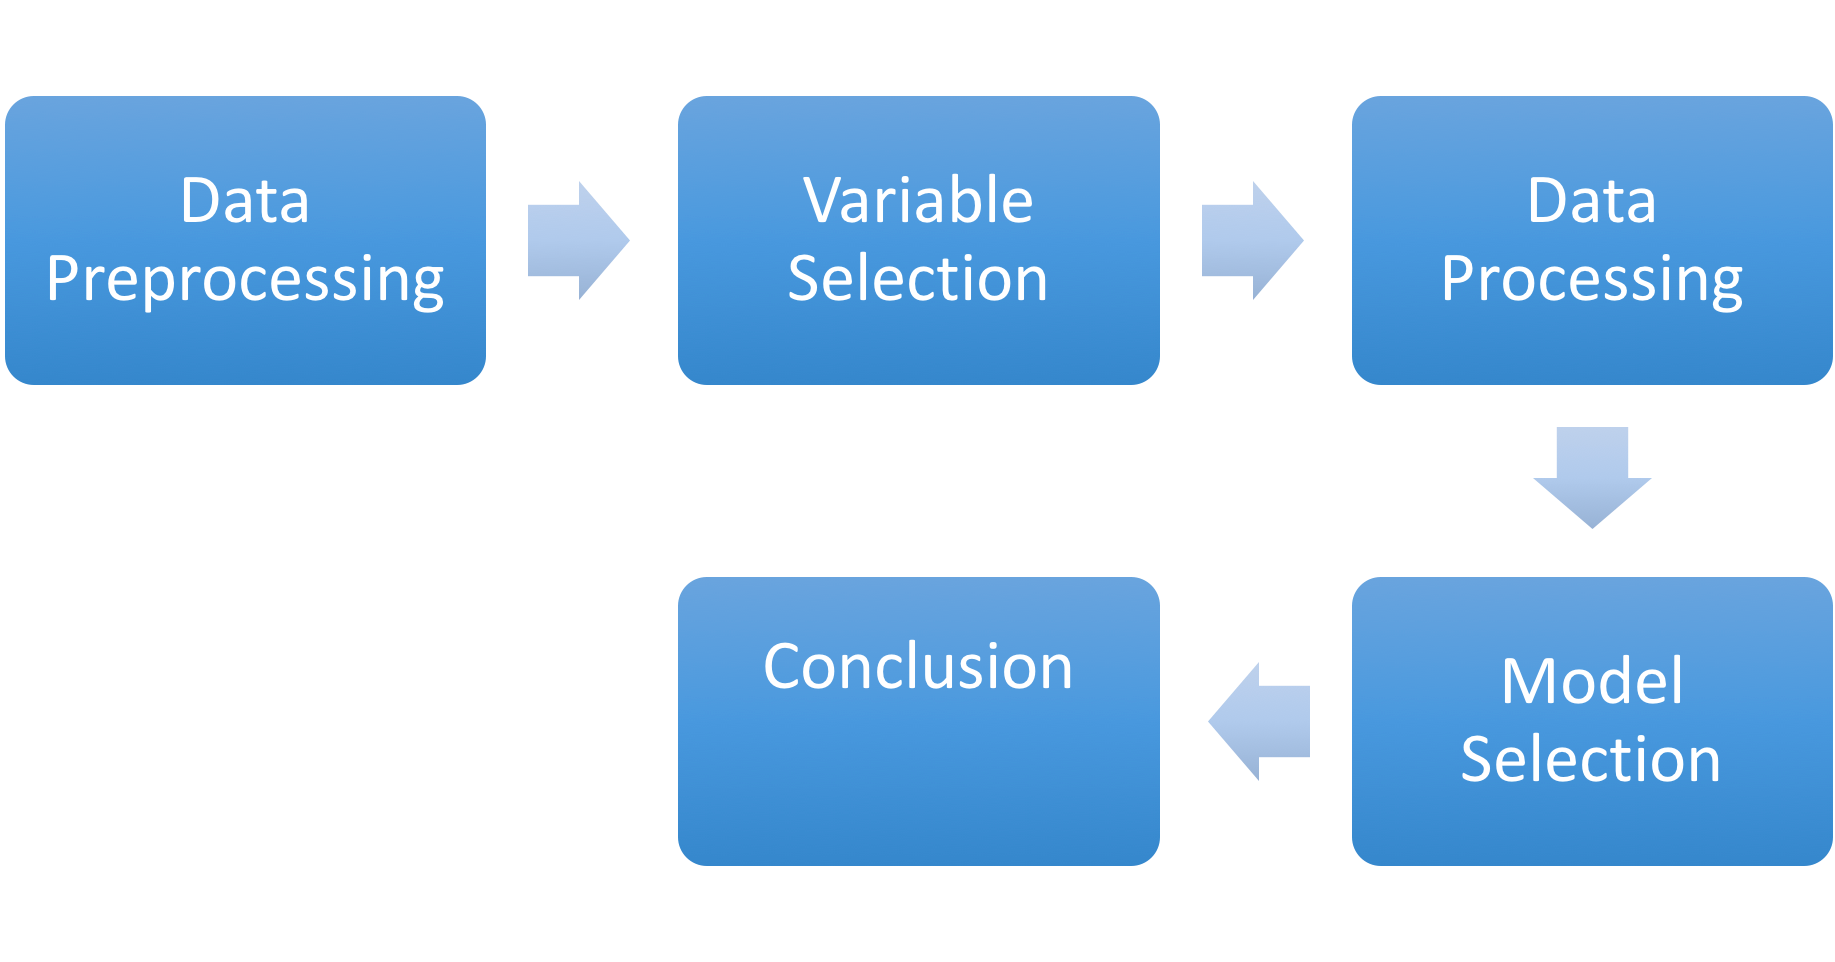 Data
Preprocessing
Variable
Selection
Data
Processing
Model
Selection
Conclusion